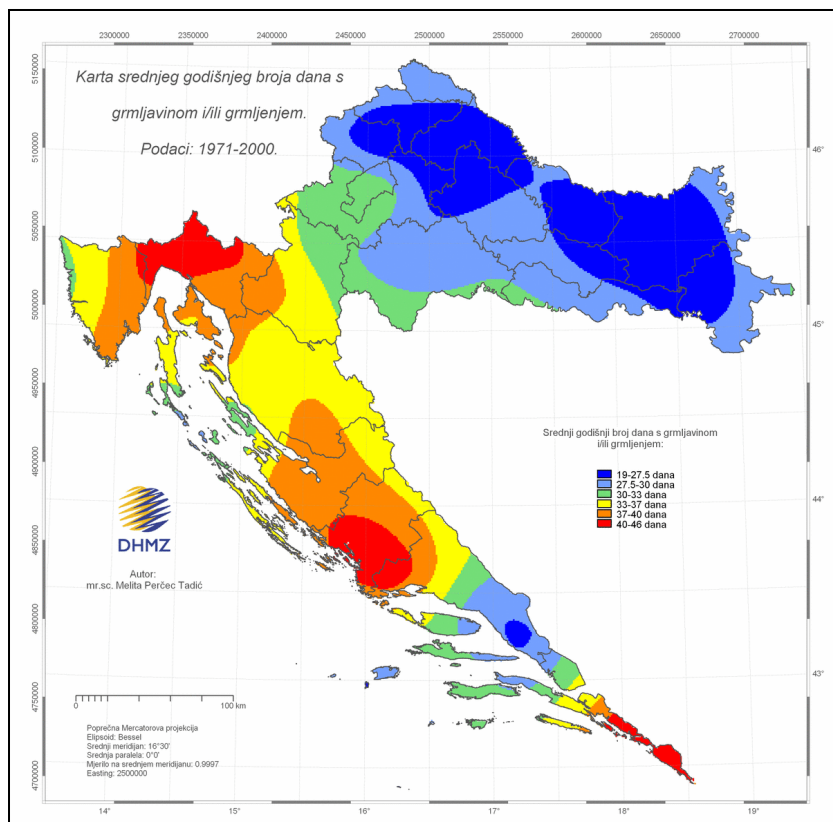 2300000 2350000 2400000 2450000 2500000 2550000 2600000 2650000 2700000
Karta srednjeg godišnjeg broja dana s
grmljavinom i/ili grmljenjem.
Podaci: 1971-2000.
5150000
5100000
5050000
5000000
4950000
4900000
4850000
4800000
4750000
4700000
46°
45°
44°
43°
Srednji godišnji broj dana s grmljavinom
i/ili grmljenjem:
19-27.5 dana
27.5-30 dana
30-33 dana
33-37 dana
37-40 dana
40-46 dana
DHMZ
Autor:
mr.sc. Melita Perčec Tadić
0 100 km
Poprečna Mercatorova projekcija
Elipsoid: Bessel
Srednji meridijan: 16°30'
Srednja paralela: 0°0'
Mjerilo na srednjem meridijanu: 0.9997
Easting: 2500000
14° 15° 16° 17° 18° 19°